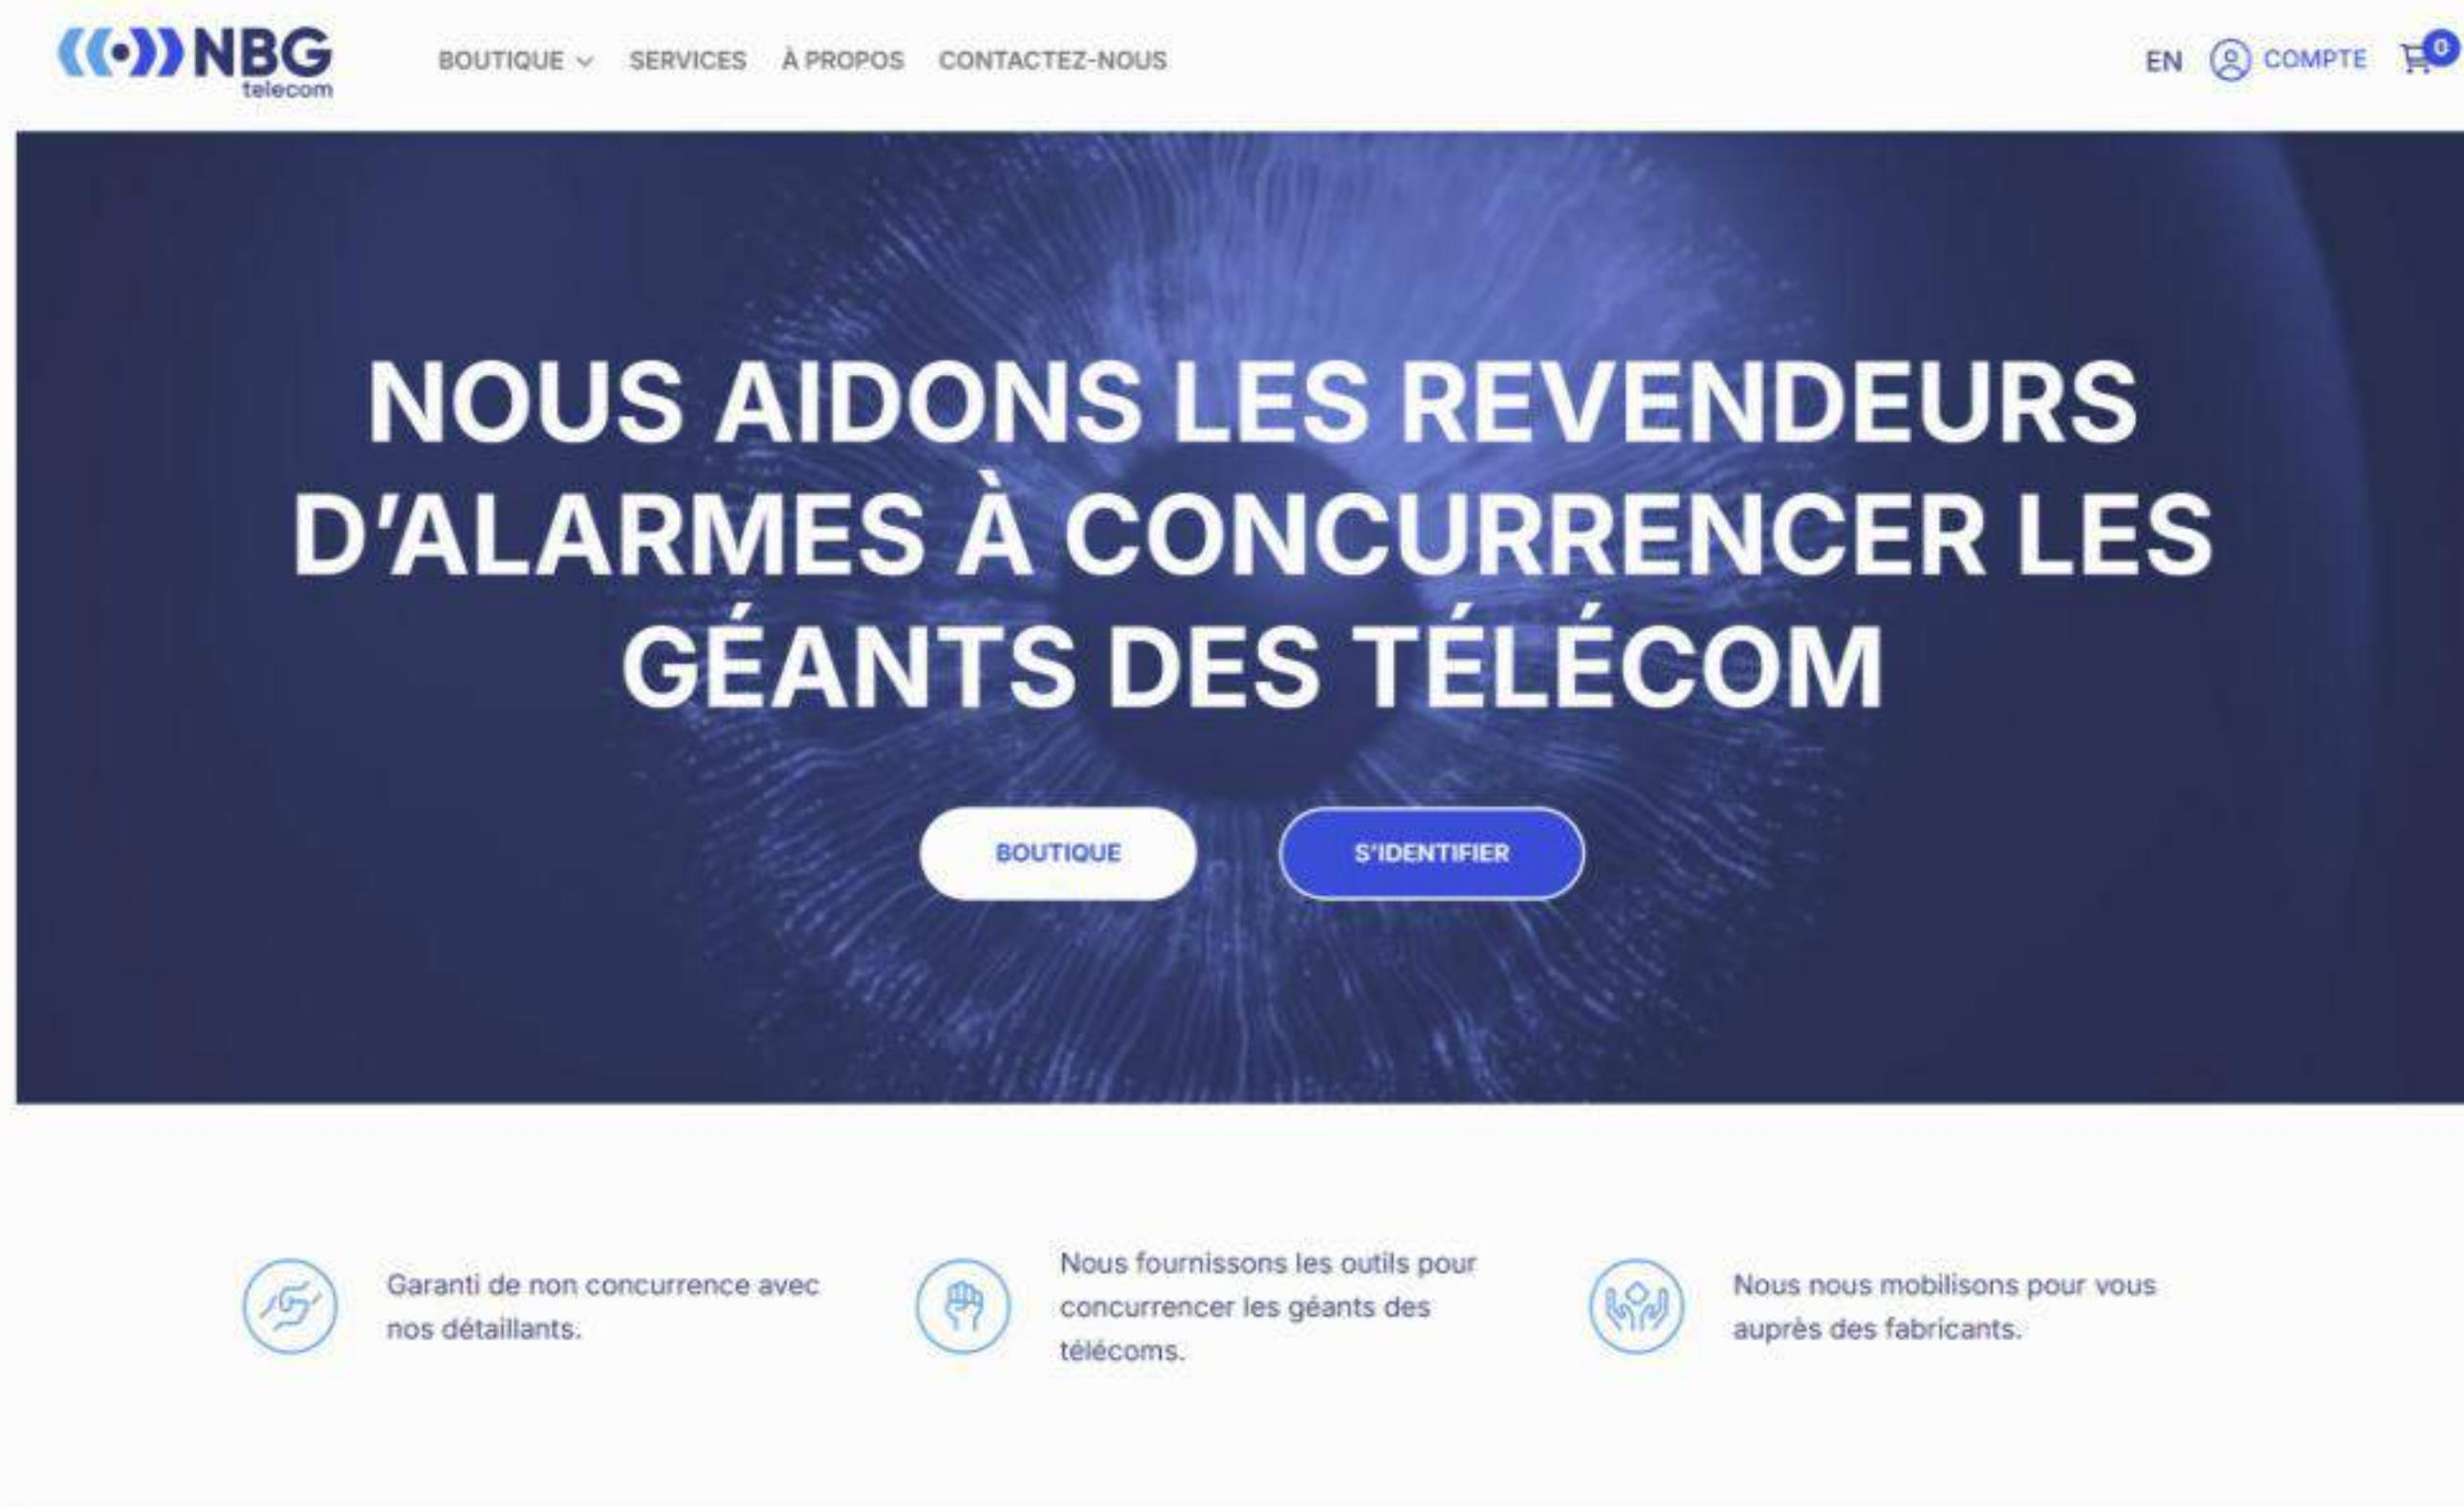 NBG
telecom
BOUTIQUE
SERVICES
À PROPOS
CONTACTEZ-NOUS
EN
COMPTE
0
NOUS AIDONS LES REVENDEURS
D'ALARMES À CONCURRENCER LES
GÉANTS DES TÉLÉCOM
BOUTIQUE
S'IDENTIFIER
Garanti de non concurrence avec
nos détaillants.
Nous fournissons les outils pour
concurrencer les géants des
télécoms.
Nous nous mobilisons pour vous
auprès des fabricants.